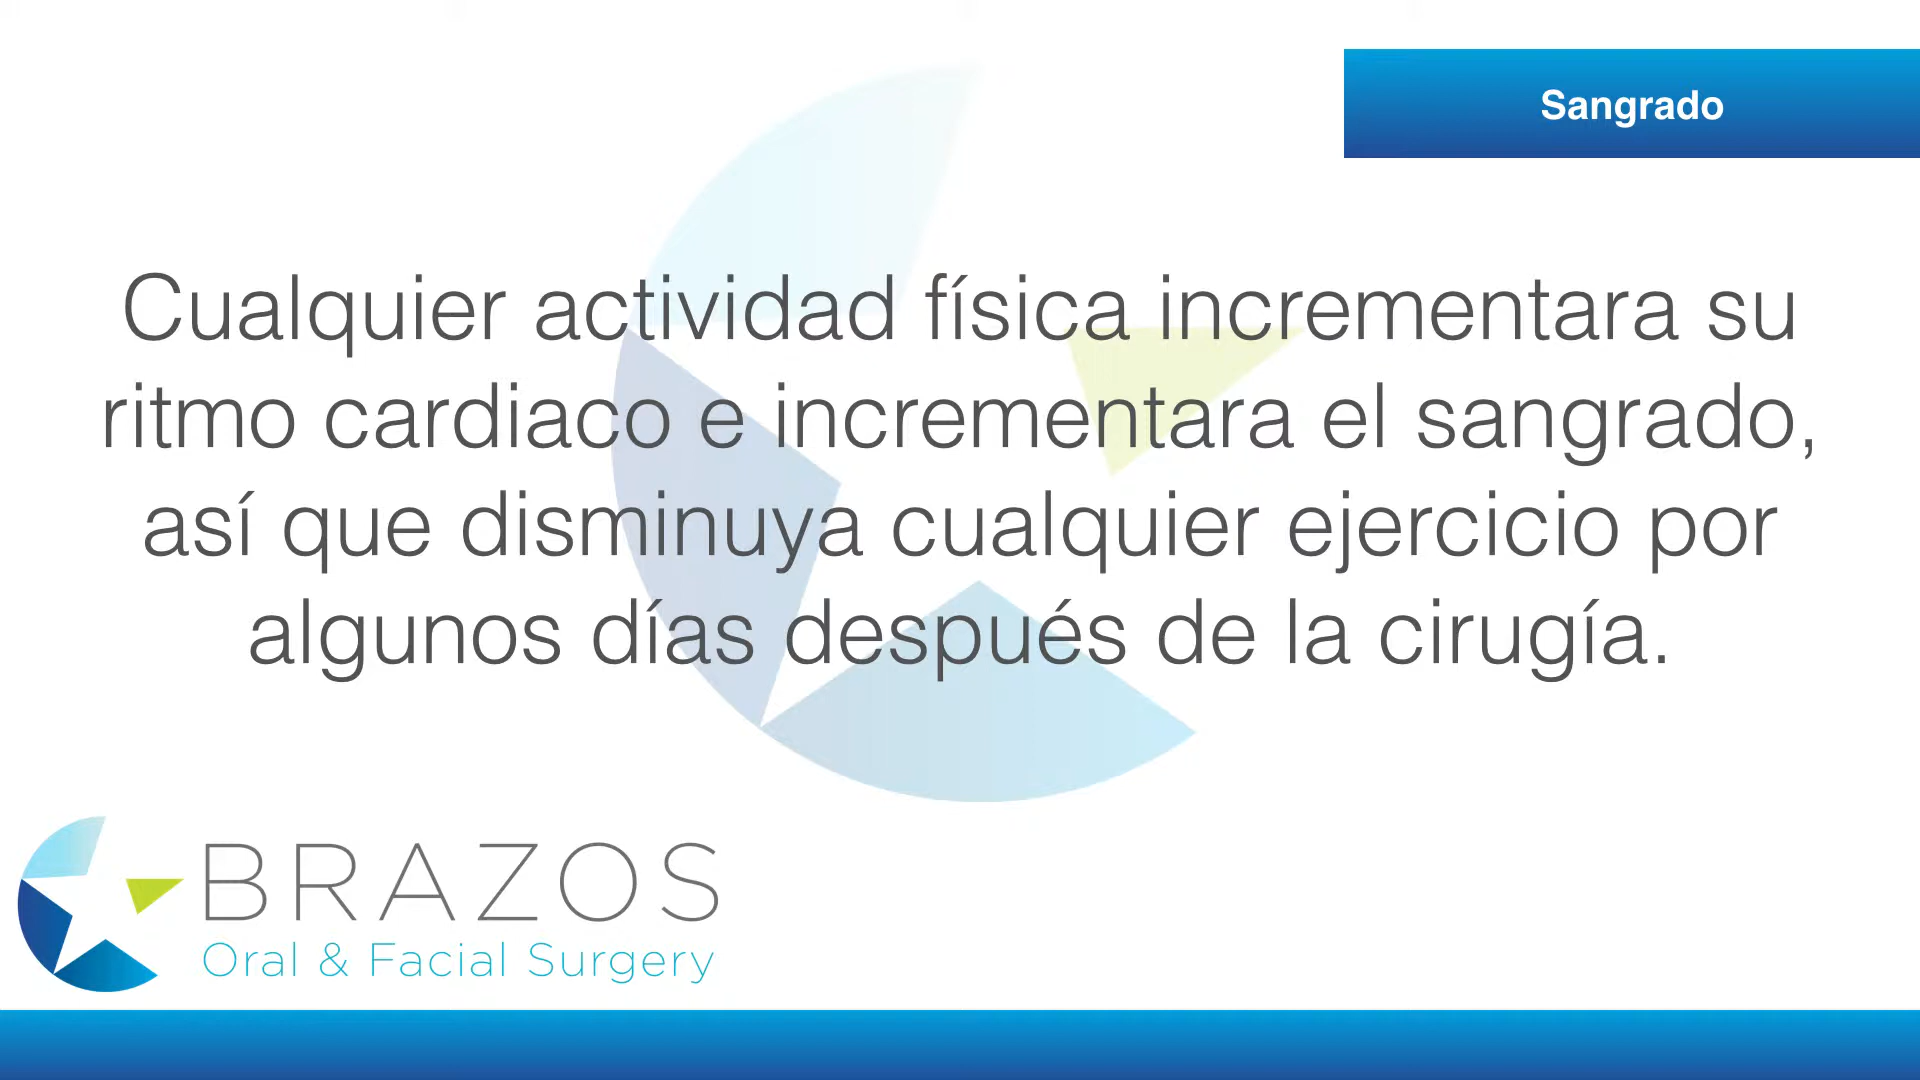 Sangrado
Cualquier actividad física incrementara su
ritmo cardiaco e incrementara el sangrado,
así que disminuya cualquier ejercicio por
algunos días después de la cirugía.
BRAZOS
Oral & Facial Surgery